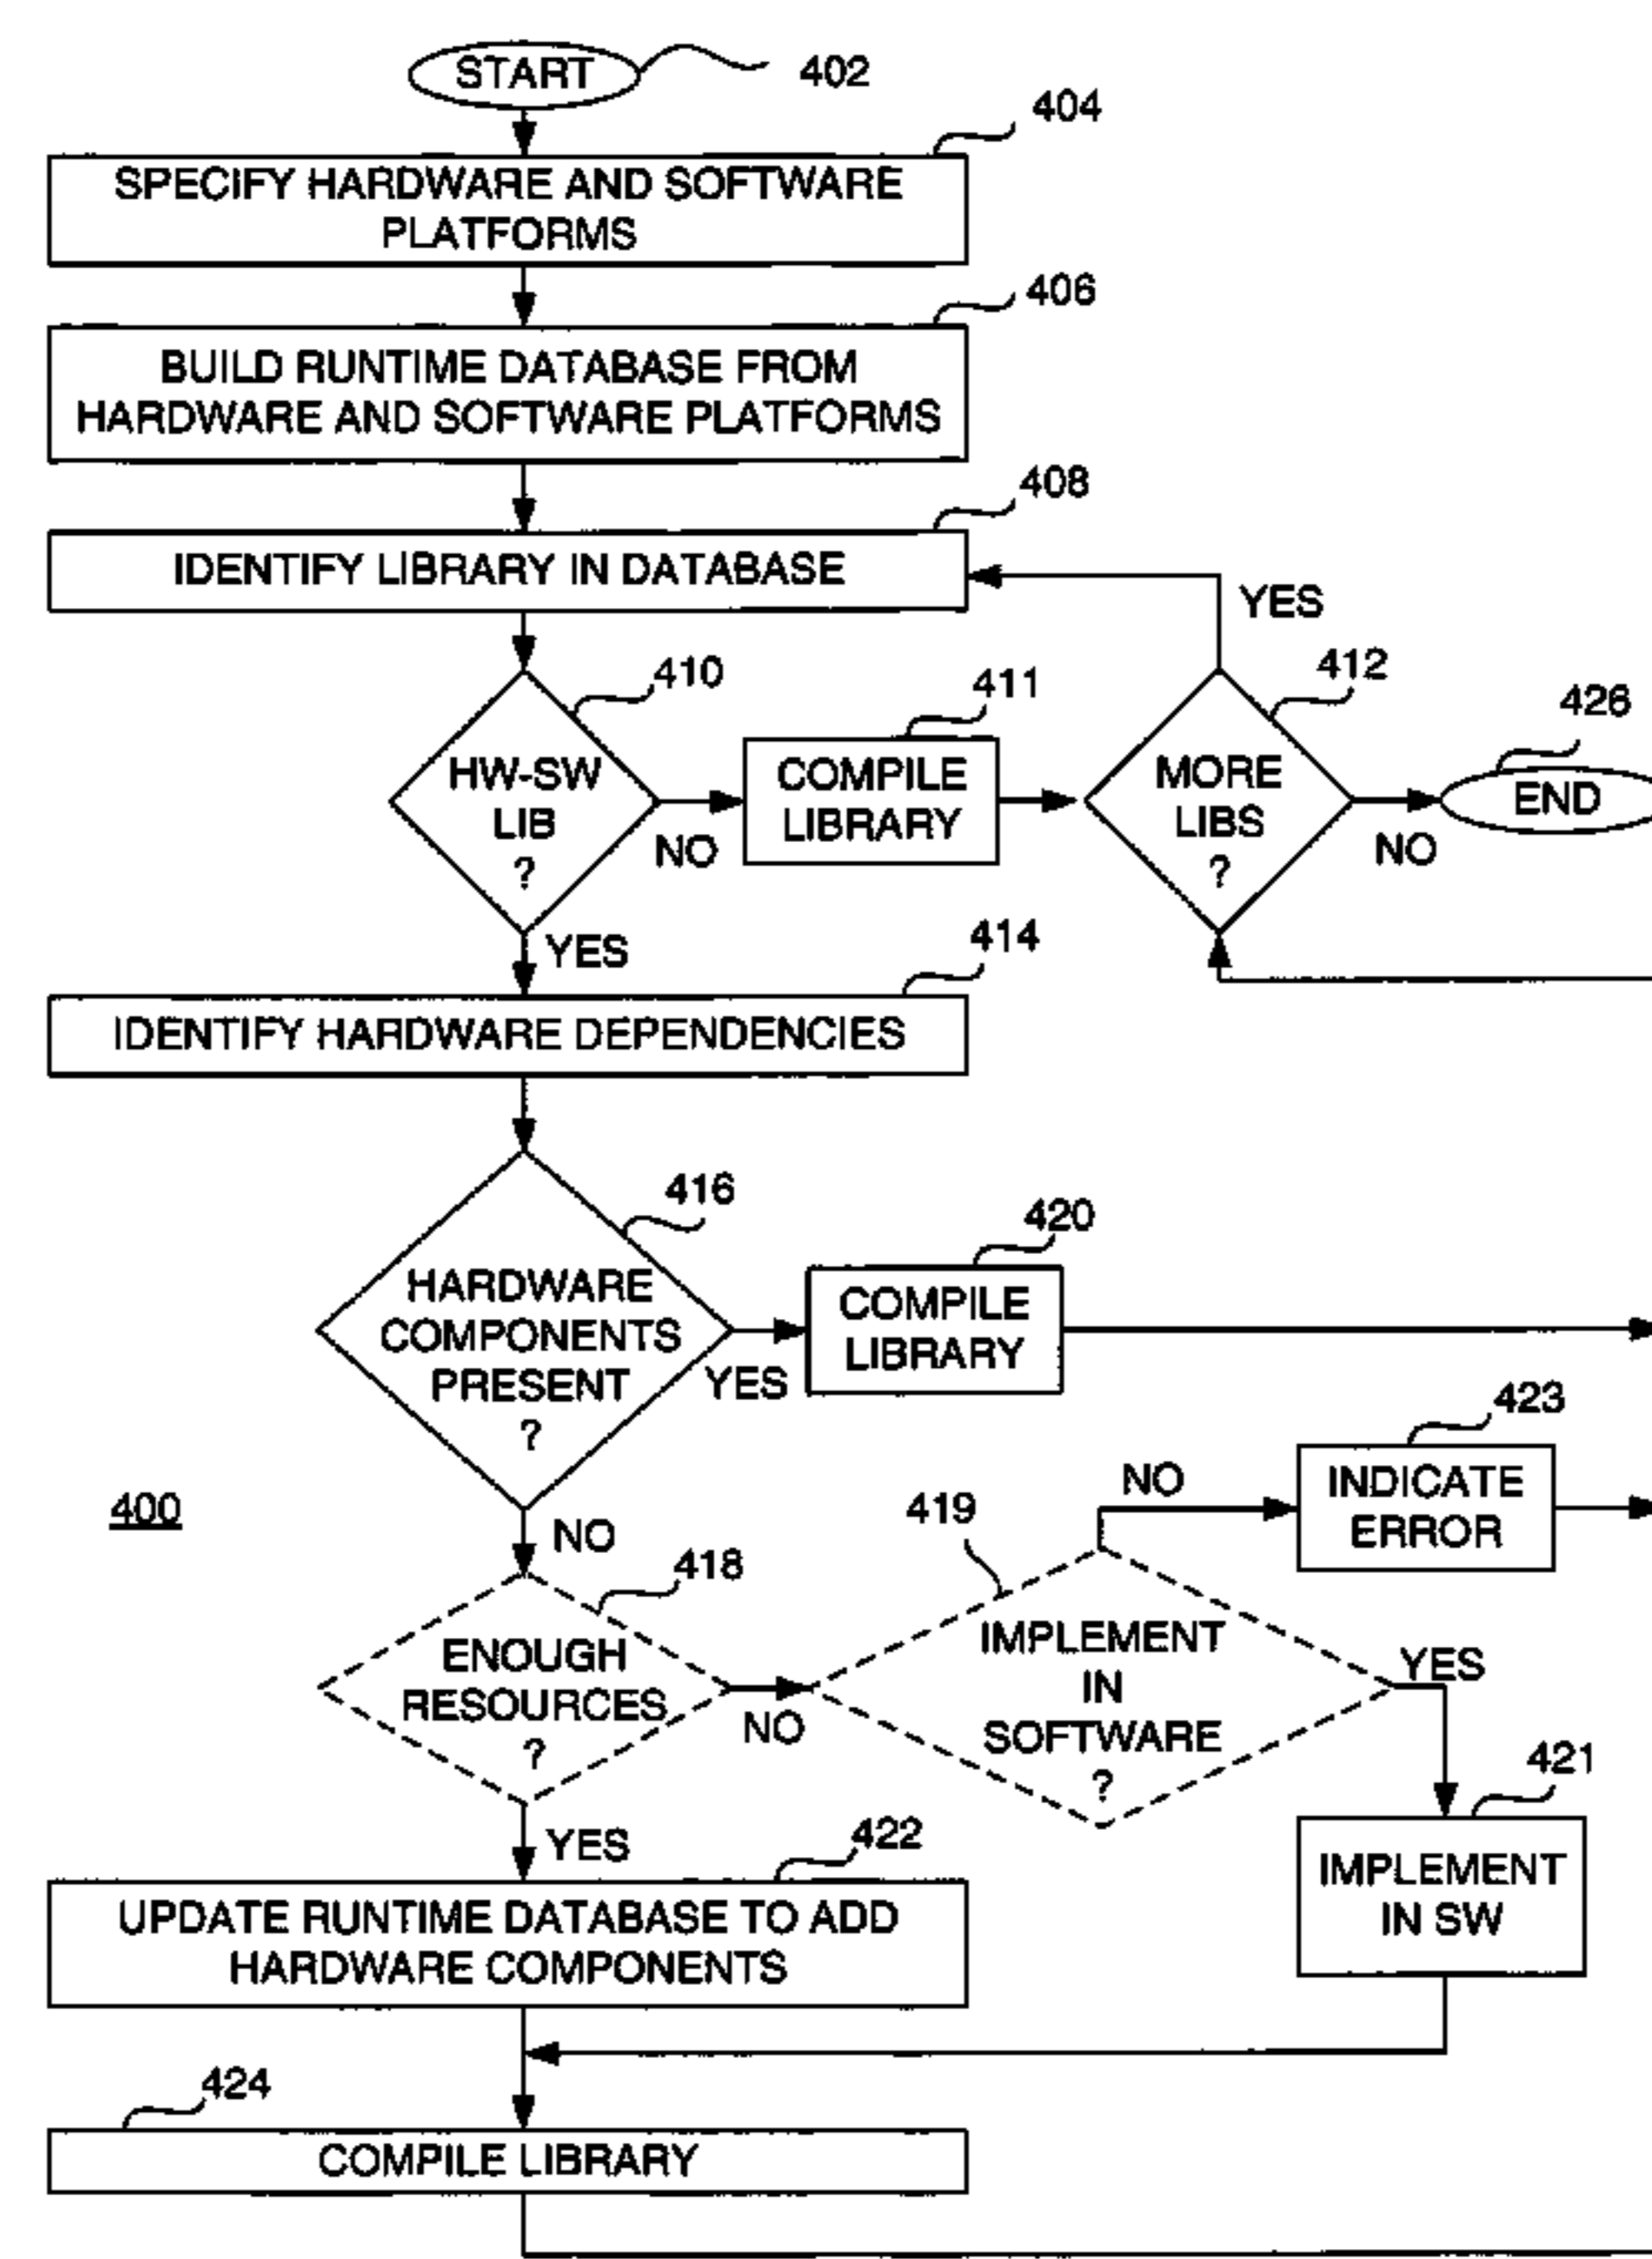 START
402
404
SPECIFY HARDWARE AND SOFTWARE
PLATFORMS
406
BUILD RUNTIME DATABASE FROM
HARDWARE AND SOFTWARE PLATFORMS
408
IDENTIFY LIBRARY IN DATABASE
YES
410
411
412
426
HW-SW
LIB
?
NO
COMPILE
LIBRARY
MORE
LIBS
?
NO
END
YES
414
IDENTIFY HARDWARE DEPENDENCIES
416
420
HARDWARE
COMPONENTS
PRESENT
?
YES
COMPILE
LIBRARY
423
400
NO
418
419
NO
INDICATE
ERROR
ENOUGH
RESOURCES
?
NO
IMPLEMENT
IN
SOFTWARE
?
YES
421
YES
422
IMPLEMENT
IN SW
UPDATE RUNTIME DATABASE TO ADD
HARDWARE COMPONENTS
424
COMPILE LIBRARY